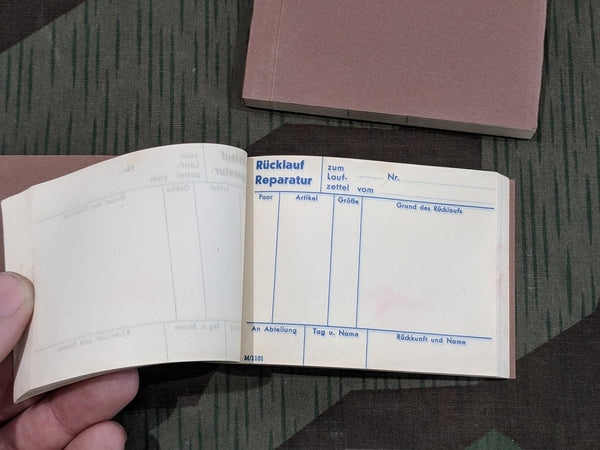 Rücklauf
Reparatur
zum
Lauf-
zettel vom
Nr.
Paar Artikel Größe Grund des Rücklaufs
An Abteilung Tag u. Name Rückkunft und Name
M/1101